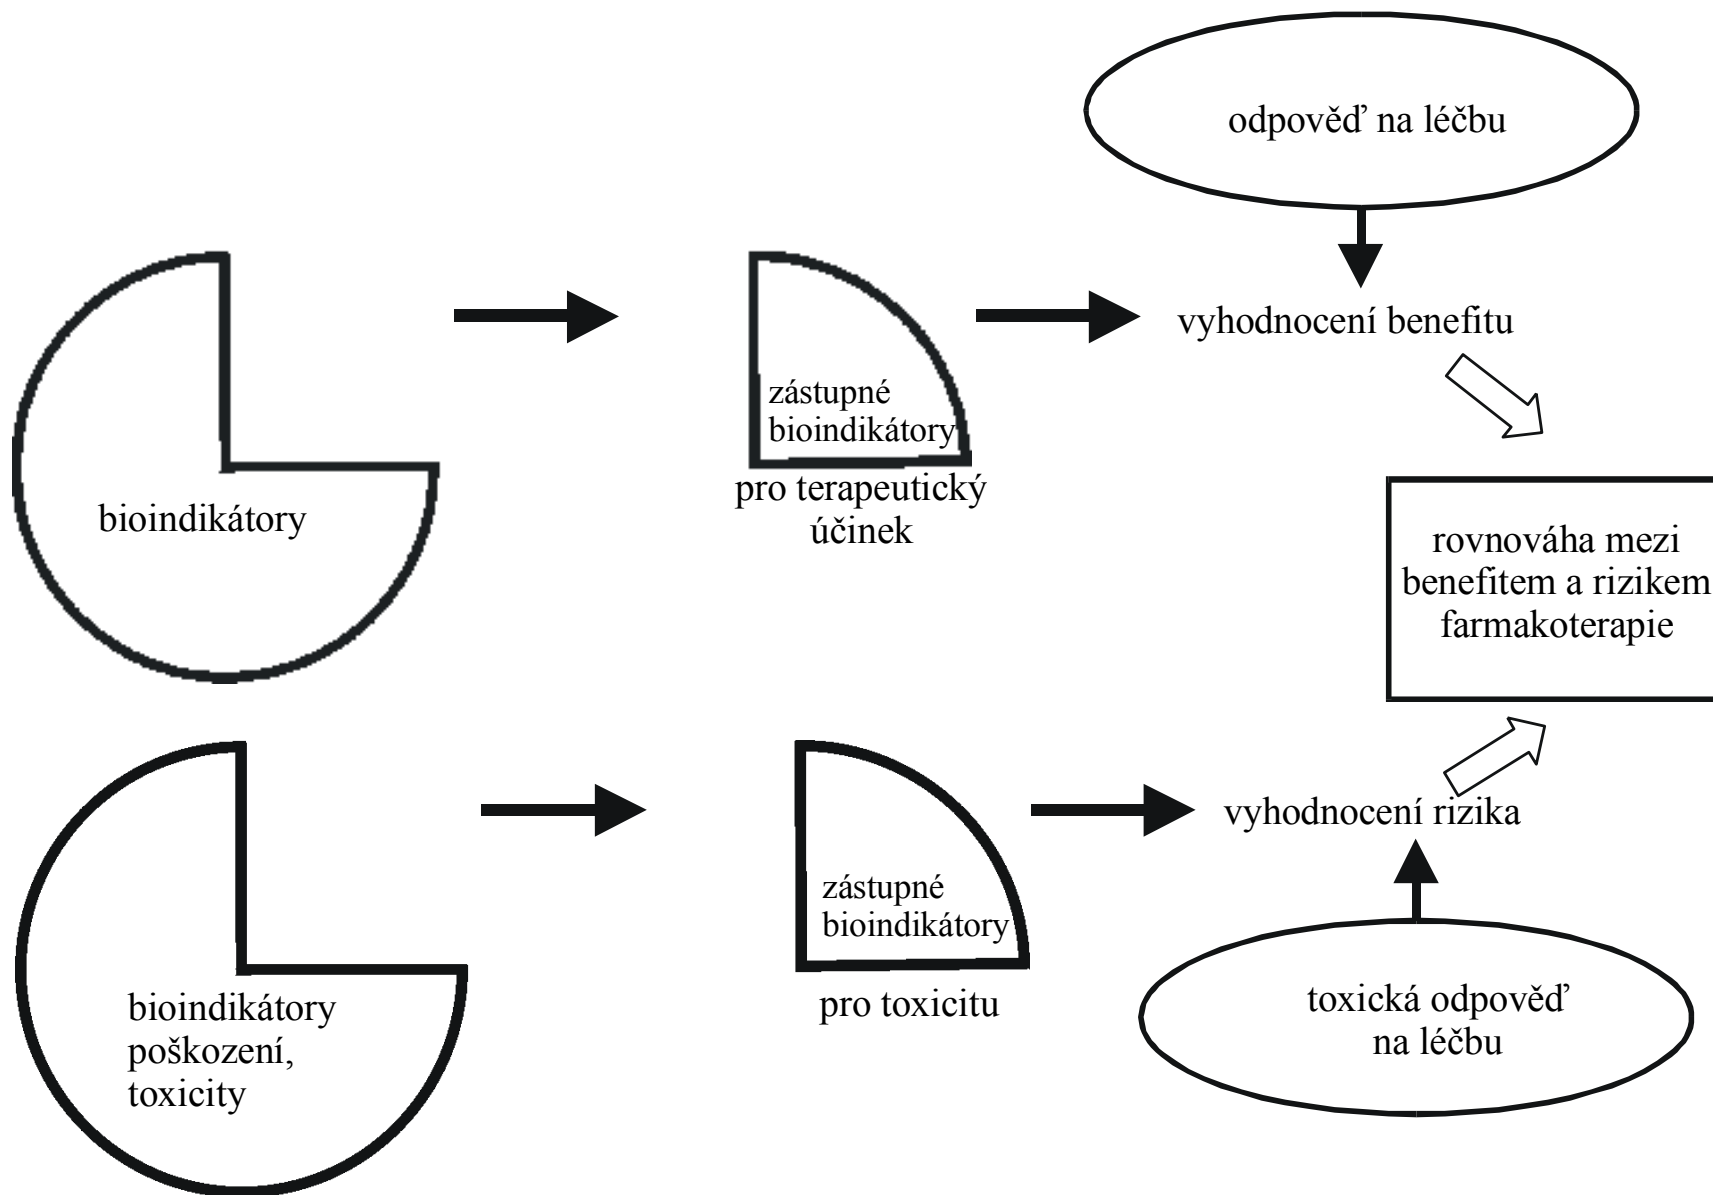 odpověď na léčbu
vyhodnocení benefitu
zástupné
bioindikátory
pro terapeutický
účinek
bioindikátory
rovnováha mezi
benefitem a rizikem
farmakoterapie
vyhodnocení rizika
zástupné
bioindikátory
pro toxicitu
bioindikátory
poškození,
toxicity
toxická odpověď
na léčbu